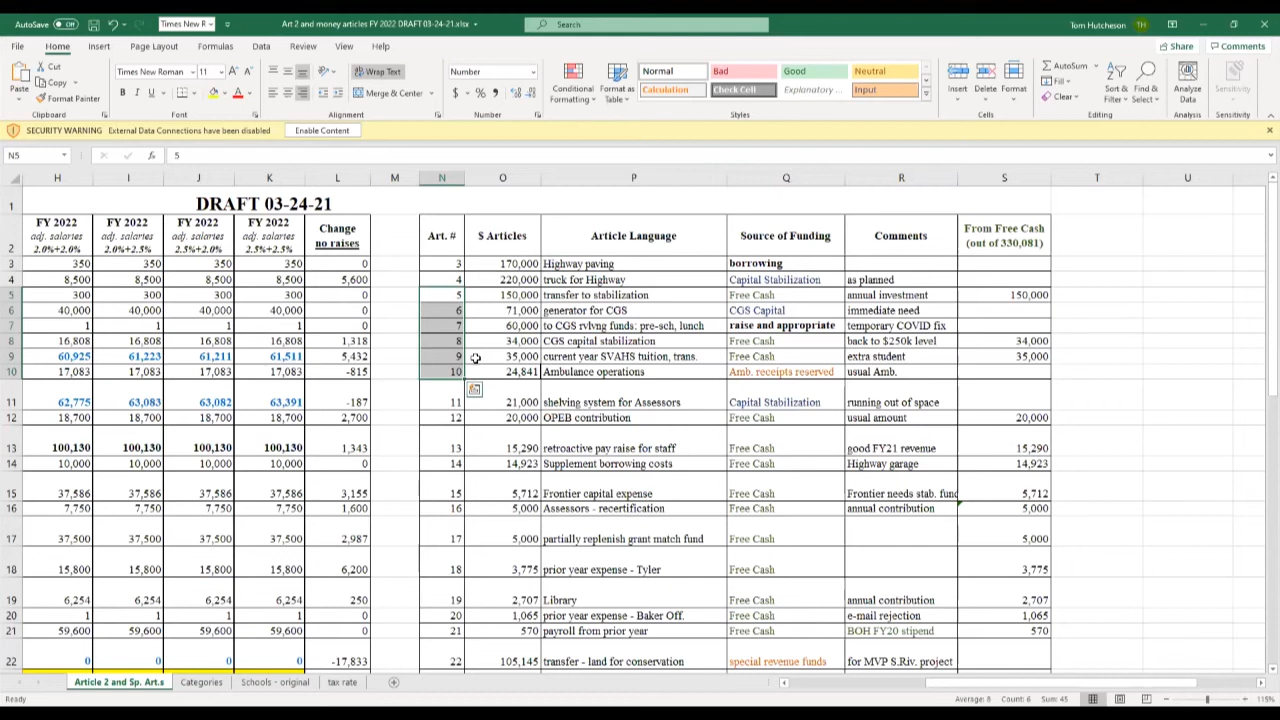 AutoSave Off Times New R Art 2 and money articles FY 2022 DRAFT 03-24-21.xlsx Search Tom Hutcheson TH
File Home Insert Page Layout Formulas Data Review View Help Share Comments
Paste Cut Copy Format Painter Clipboard
Times New Roman 11 B I U Font
Wrap Text Merge & Center Alignment
Number $ % Number
Conditional Formatting Format as Table
Normal Bad Good Neutral
Calculation Check Cell Explanatory ... Input
Styles
Insert Delete Format Cells
AutoSum Fill Clear Sort & Filter Find & Select Editing
Analyze Data Analysis
Sensitivity Sensitivity
SECURITY WARNING External Data Connections have been disabled Enable Content
N5 fx 5
H I J K L M N O P Q R S T U
1 DRAFT 03-24-21
FY 2022 FY 2022 FY 2022 FY 2022 Change From Free Cash
adj. salaries adj. salaries adj. salaries adj. salaries no raises Art. # $ Articles Article Language Source of Funding Comments (out of 330,081)
2 2.0%+2.0% 2.0%+2.5% 2.5%+2.0% 2.5%+2.5%
3 350 350 350 350 0 3 170,000 Highway paving borrowing
4 8,500 8,500 8,500 8,500 5,600 4 220,000 truck for Highway Capital Stabilization as planned
5 300 300 300 300 0 5 150,000 transfer to stabilization Free Cash annual investment 150,000
6 40,000 40,000 40,000 40,000 0 6 71,000 generator for CGS CGS Capital immediate need
7 1 1 1 1 0 7 60,000 to CGS rvlvng funds: pre-sch, lunch raise and appropriate temporary COVID fix
8 16,808 16,808 16,808 16,808 1,318 8 34,000 CGS capital stabilization Free Cash back to $250k level 34,000
9 60,925 61,223 61,211 61,511 5,432 9 35,000 current year SVAHS tuition, trans. Free Cash extra student 35,000
10 17,083 17,083 17,083 17,083 -815 10 24,841 Ambulance operations Amb. receipts reserved usual Amb.
11 62,775 63,083 63,082 63,391 -187 11 21,000 shelving system for Assessors Capital Stabilization running out of space
12 18,700 18,700 18,700 18,700 2,700 12 20,000 OPEB contribution Free Cash usual amount 20,000
13 100,130 100,130 100,130 100,130 1,343 13 15,290 retroactive pay raise for staff Free Cash good FY21 revenue 15,290
14 10,000 10,000 10,000 10,000 0 14 14,923 Supplement borrowing costs Free Cash Highway garage 14,923
15 37,586 37,586 37,586 37,586 3,155 15 5,712 Frontier capital expense Free Cash Frontier needs stab. fund 5,712
16 7,750 7,750 7,750 7,750 1,600 16 5,000 Assessors - recertification Free Cash annual contribution 5,000
17 37,500 37,500 37,500 37,500 2,987 17 5,000 partially replenish grant match fund Free Cash 5,000
18 15,800 15,800 15,800 15,800 6,200 18 3,775 prior year expense - Tyler Free Cash 3,775
19 6,254 6,254 6,254 6,254 250 19 2,707 Library Free Cash annual contribution 2,707
20 1 1 1 1 0 20 1,065 prior year expense - Baker Off. Free Cash e-mail rejection 1,065
21 59,600 59,600 59,600 59,600 0 21 570 payroll from prior year Free Cash BOH FY20 stipend 570
22 0 0 0 0 -17,833 22 105,145 transfer - land for conservation special revenue funds for MVP S.Riv. project
Article 2 and Sp. Art.s Categories Schools - original tax rate
Ready Average: 8 Count: 6 Sum: 45 115%